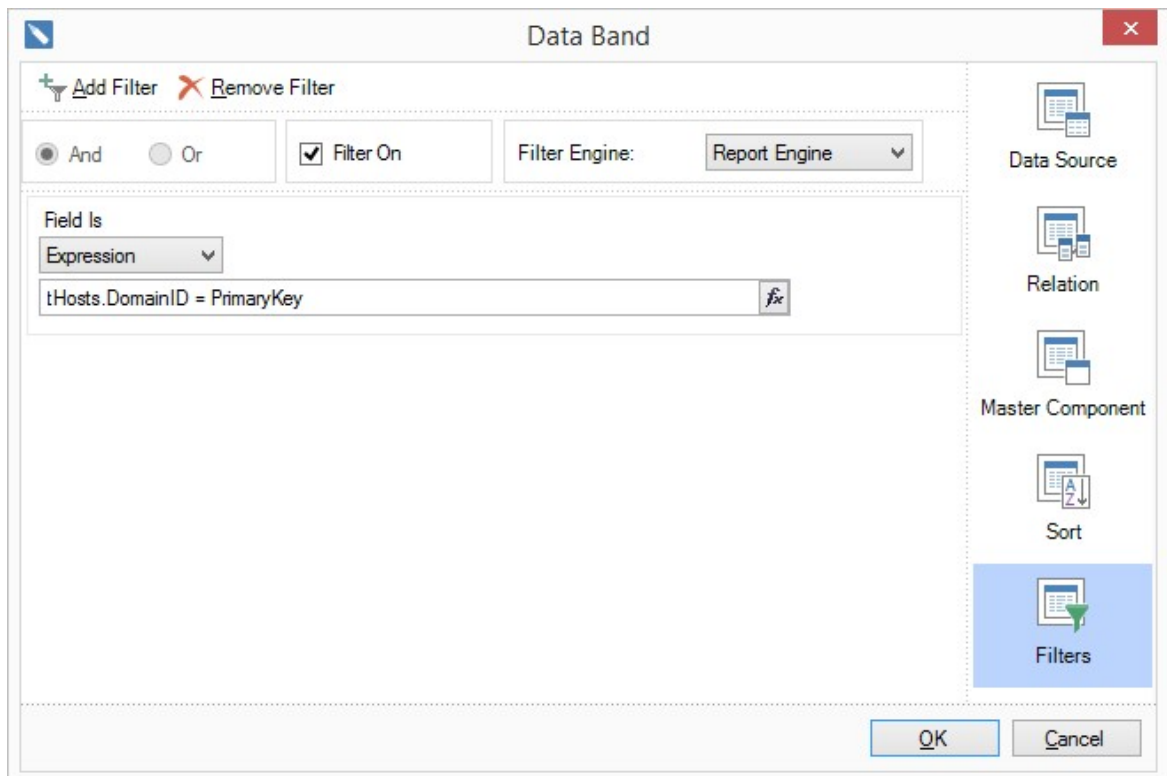 Data Band
Add Filter Remove Filter
And Or Filter On Filter Engine: Report Engine
Field Is
Expression
tHosts.DomainID = PrimaryKey fx
Data Source
Relation
Master Component
A
Z
Sort
Filters
OK Cancel